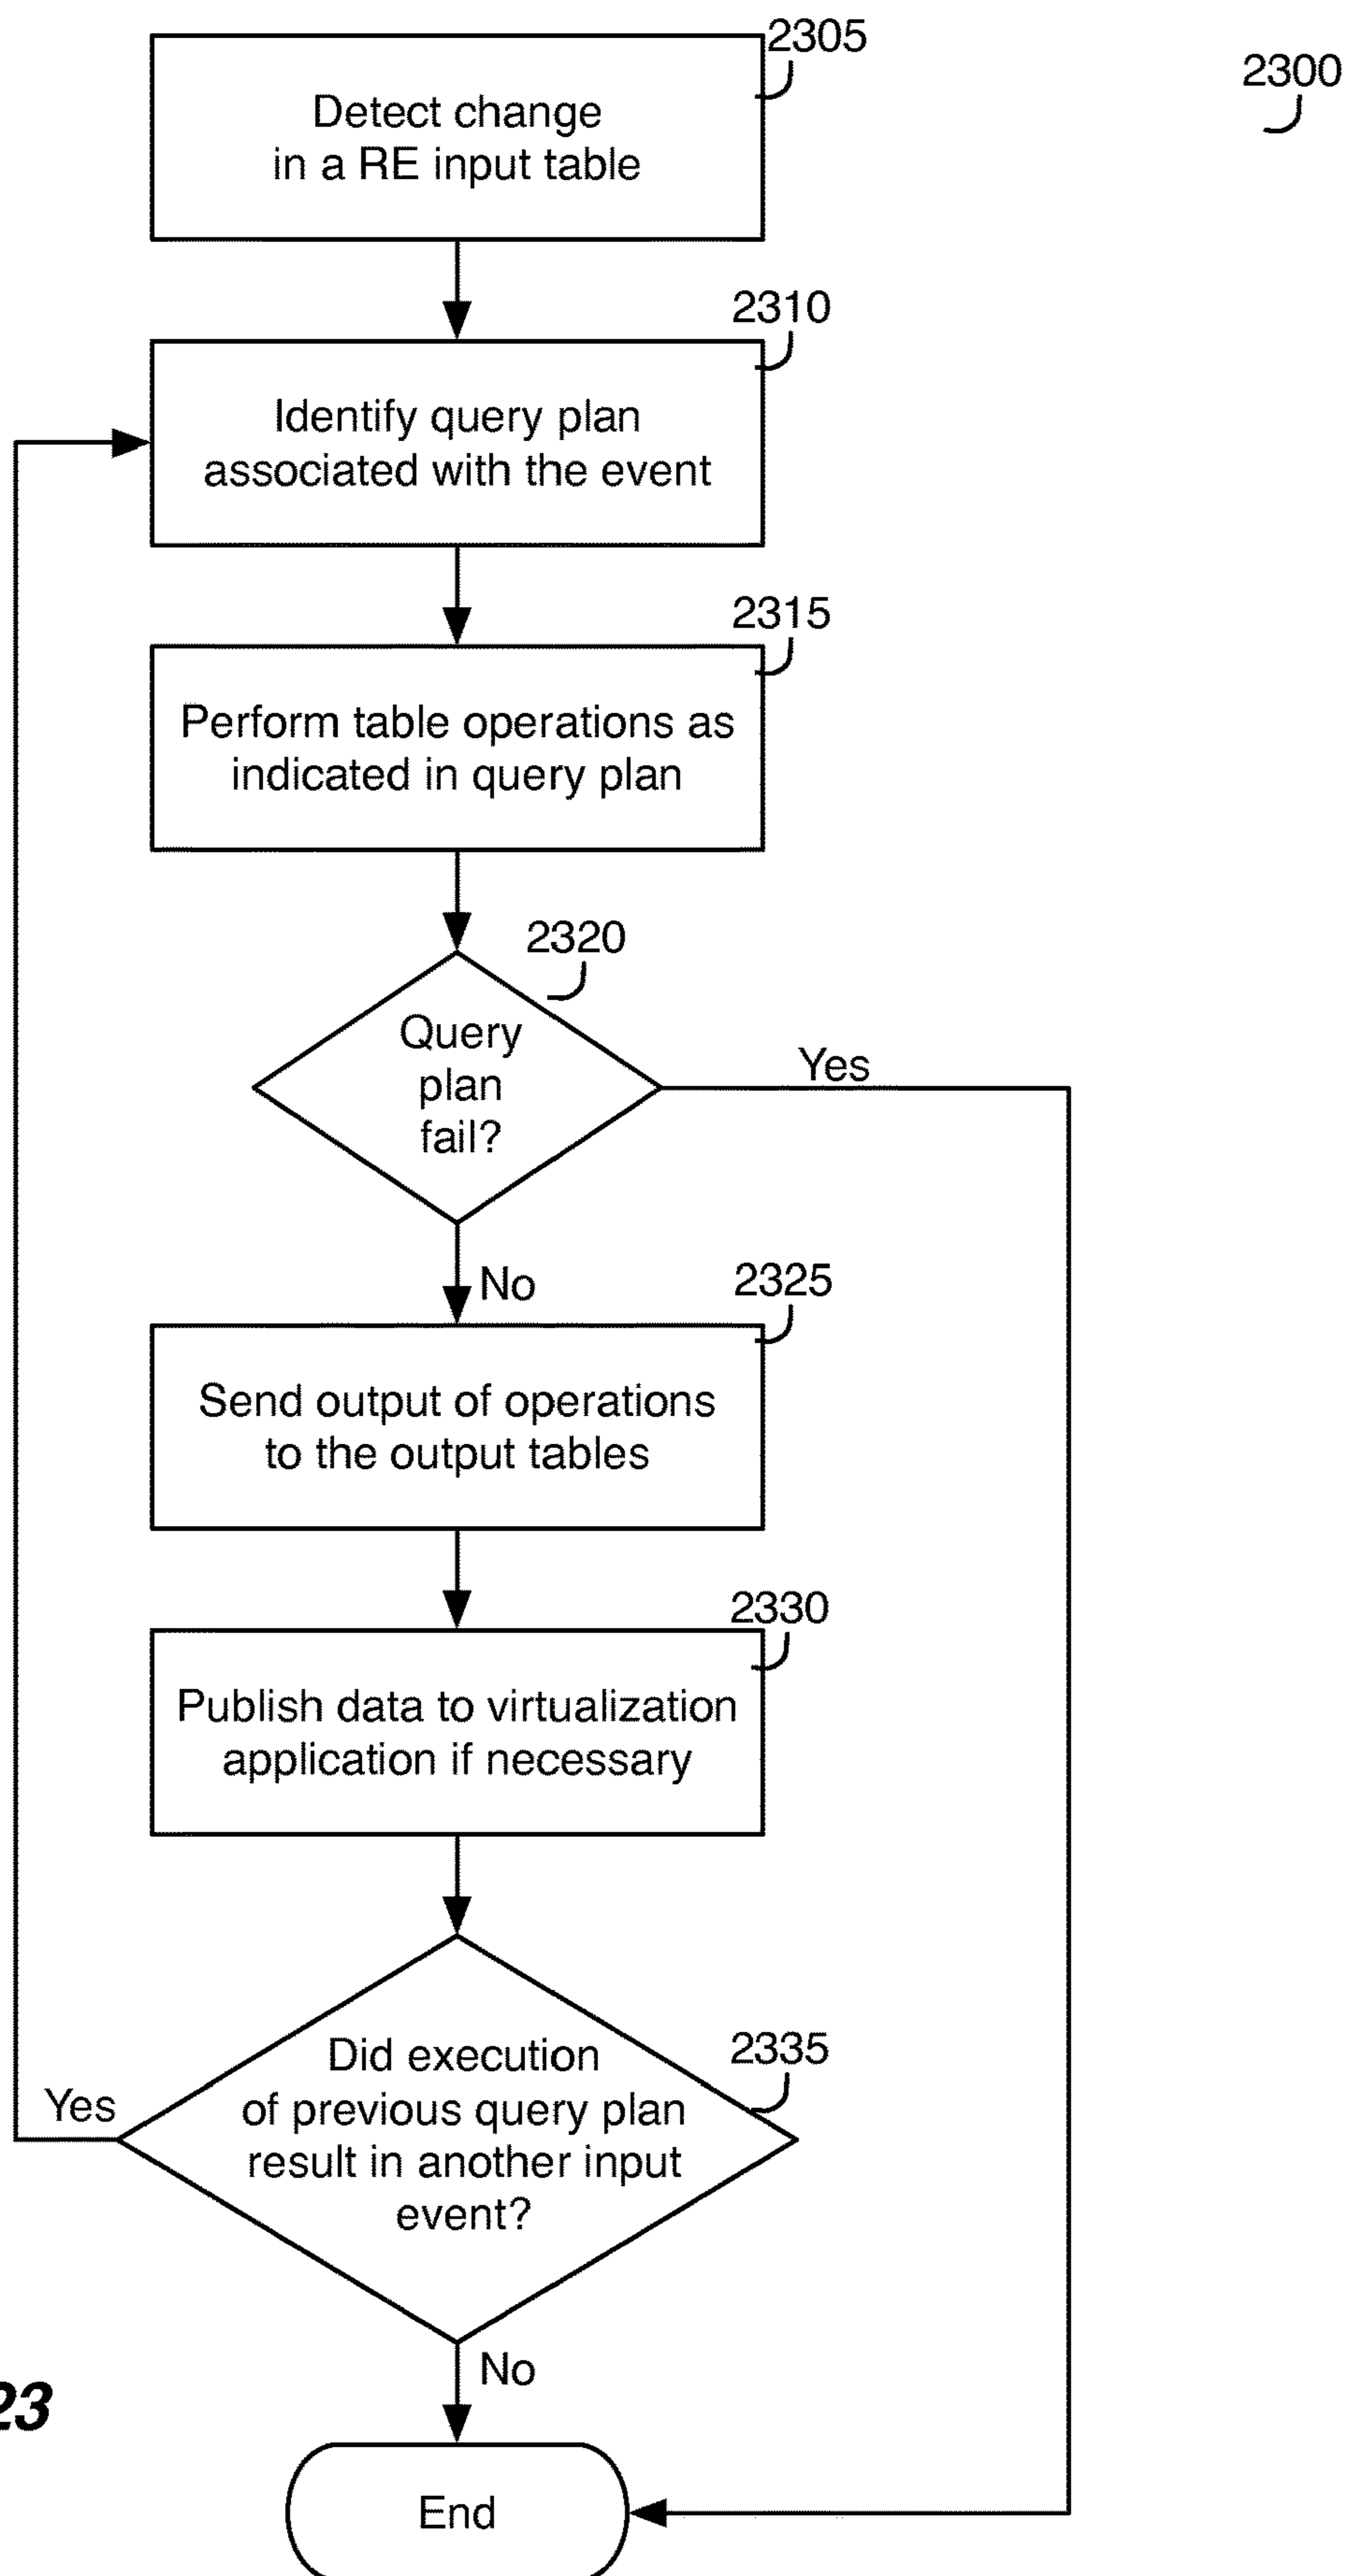 2305
2300
Detect change
in a RE input table
2310
Identify query plan
associated with the event
2315
Perform table operations as
indicated in query plan
2320
Query
plan
fail?
Yes
No
2325
Send output of operations
to the output tables
2330
Publish data to virtualization
application if necessary
2335
Did execution
of previous query plan
result in another input
event?
Yes
No
23
End